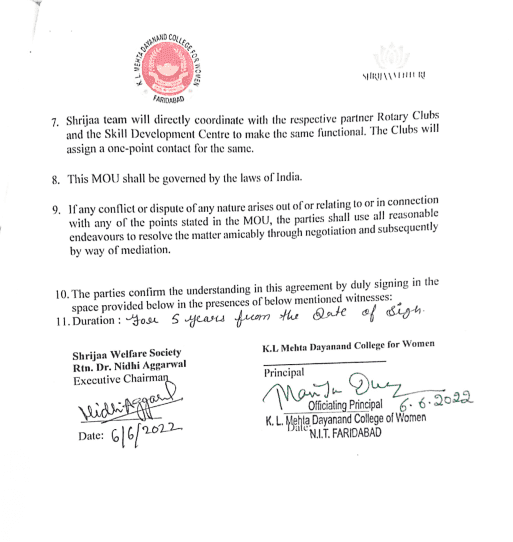 K. L. MEHTA DAYANAND COLLEGE FOR WOMEN
FARIDABAD
7. Shrijaa team will directly coordinate with the respective partner Rotary Clubs
and the Skill Development Centre to make the same functional. The Clubs will
assign a one-point contact for the same.
8. This MOU shall be governed by the laws of India.
9. If any conflict or dispute of any nature arises out of or relating to or in connection
with any of the points stated in the MOU, the parties shall use all reasonable
endeavours to resolve the matter amicably through negotiation and subsequently
by way of mediation.
10. The parties confirm the understanding in this agreement by duly signing in the
space provided below in the presences of below mentioned witnesses:
11. Duration : for 5 years from the Date of Sign.
Shrijaa Welfare Society
Rtn. Dr. Nidhi Aggarwal
Executive Chairman
Nidhi Aggarwal
Date: 6/6/2022
K.L Mehta Dayanand College for Women
Principal
Officiating Principal 6.6.2022
K. L. Mehta Dayanand College of Women
Date
N.I.T. FARIDABAD